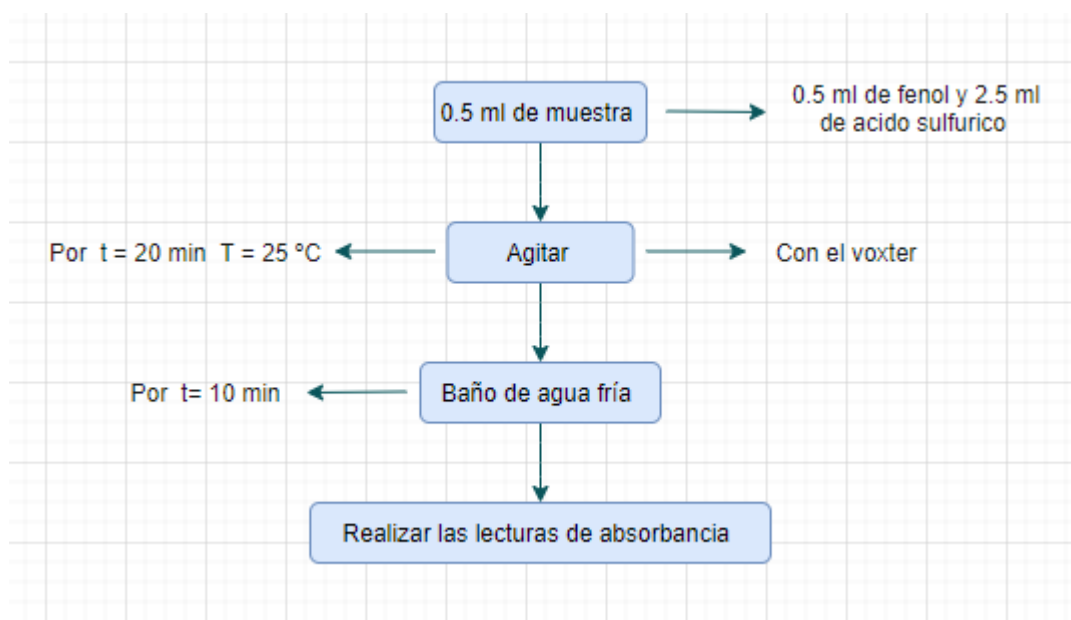 0.5 ml de muestra
0.5 ml de fenol y 2.5 ml
de acido sulfurico
Por t = 20 min T = 25 ºC
Agitar
Con el voxter
Por t= 10 min
Baño de agua fría
Realizar las lecturas de absorbancia